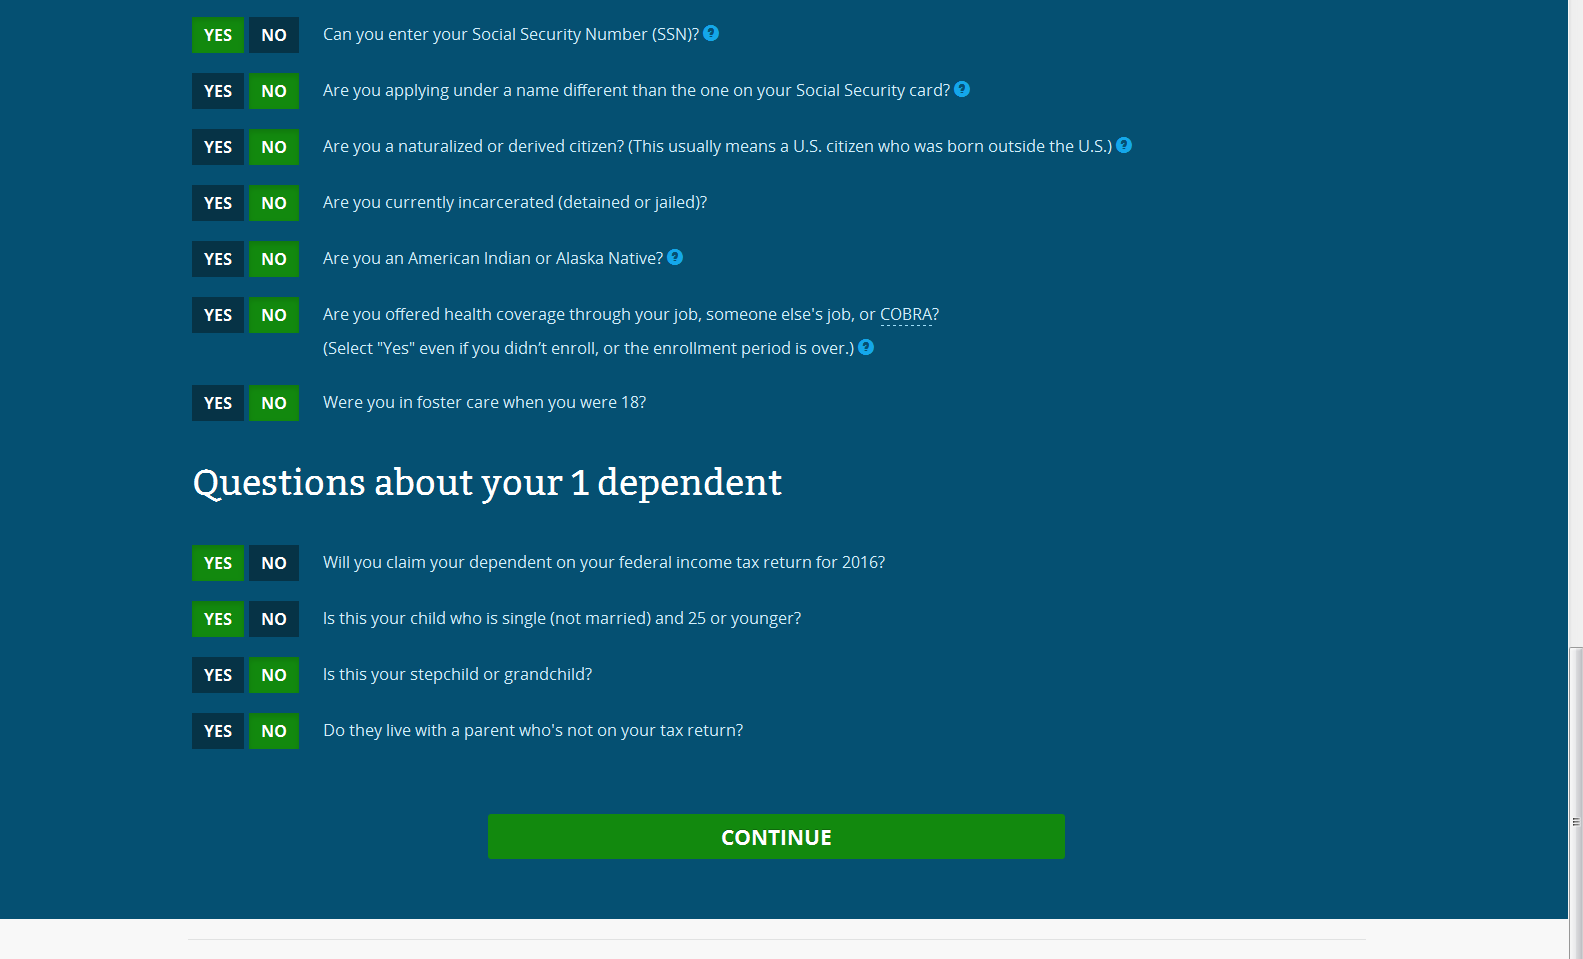 YES NO Can you enter your Social Security Number (SSN)? ?
YES NO Are you applying under a name different than the one on your Social Security card? ?
YES NO Are you a naturalized or derived citizen? (This usually means a U.S. citizen who was born outside the U.S.) ?
YES NO Are you currently incarcerated (detained or jailed)?
YES NO Are you an American Indian or Alaska Native? ?
YES NO Are you offered health coverage through your job, someone else's job, or COBRA?
(Select "Yes" even if you didn’t enroll, or the enrollment period is over.) ?
YES NO Were you in foster care when you were 18?
Questions about your 1 dependent
YES NO Will you claim your dependent on your federal income tax return for 2016?
YES NO Is this your child who is single (not married) and 25 or younger?
YES NO Is this your stepchild or grandchild?
YES NO Do they live with a parent who's not on your tax return?
CONTINUE